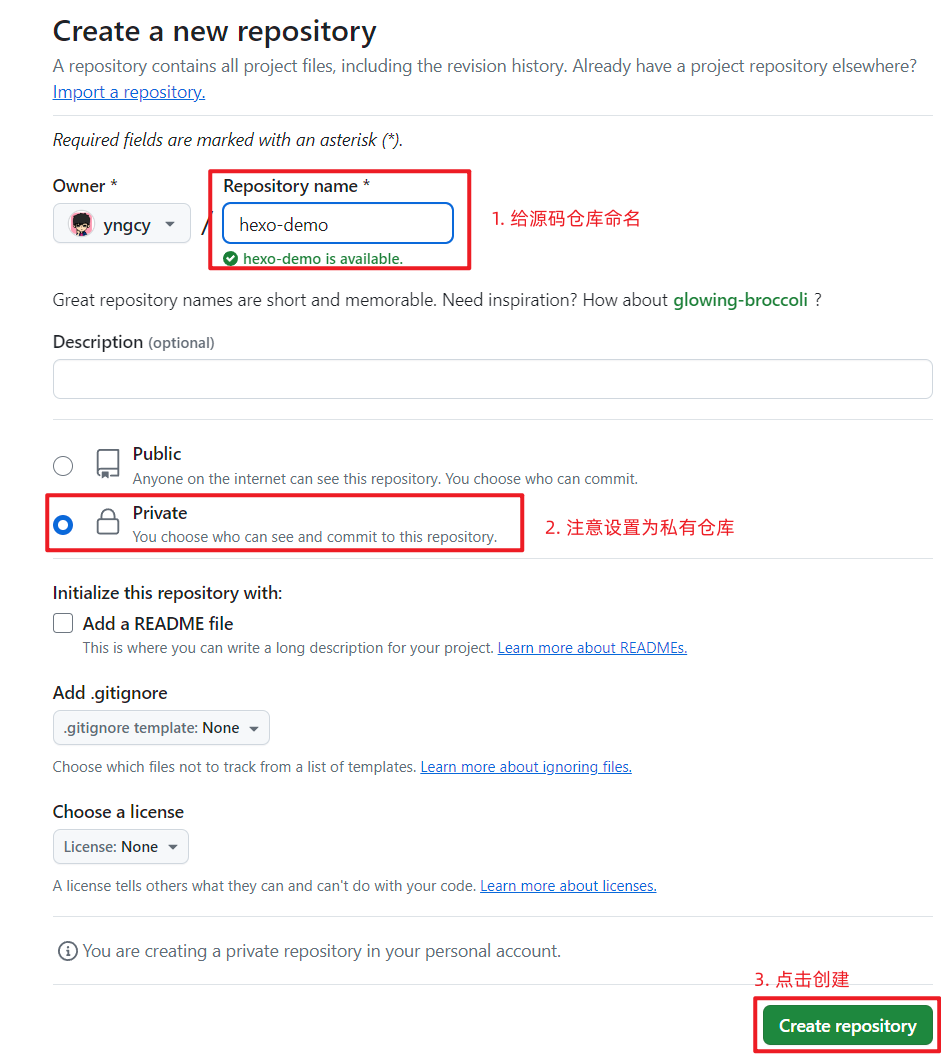 Create a new repository
A repository contains all project files, including the revision history. Already have a project repository elsewhere?
Import a repository.
Required fields are marked with an asterisk (*).
Owner *
Repository name *
yngcy
/
hexo-demo
1. 给源码仓库命名
hexo-demo is available.
Great repository names are short and memorable. Need inspiration? How about glowing-broccoli ?
Description (optional)
Public
Anyone on the internet can see this repository. You choose who can commit.
Private
You choose who can see and commit to this repository.
2. 注意设置为私有仓库
Initialize this repository with:
Add a README file
This is where you can write a long description for your project. Learn more about READMEs.
Add .gitignore
.gitignore template: None
Choose which files not to track from a list of templates. Learn more about ignoring files.
Choose a license
License: None
A license tells others what they can and can't do with your code. Learn more about licenses.
You are creating a private repository in your personal account.
3. 点击创建
Create repository